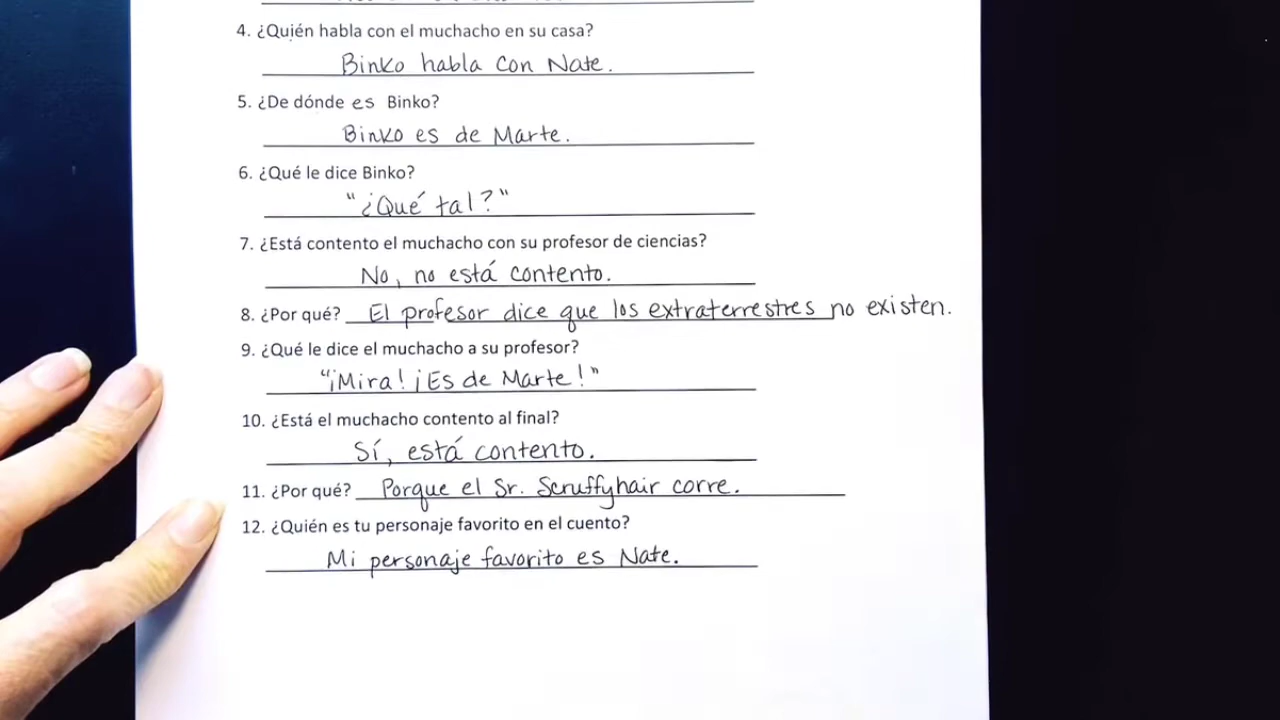 4. ¿Quién habla con el muchacho en su casa?
Binko habla con Nate.
5. ¿De dónde es Binko?
Binko es de Marte.
6. ¿Qué le dice Binko?
"¿Qué tal?"
7. ¿Está contento el muchacho con su profesor de ciencias?
No, no está contento.
8. ¿Por qué? El profesor dice que los extraterrestres no existen.
9. ¿Qué le dice el muchacho a su profesor?
"¡Mira! ¡Es de Marte!"
10. ¿Está el muchacho contento al final?
Sí, está contento.
11. ¿Por qué? Porque el Sr. Scruffyhair corre.
12. ¿Quién es tu personaje favorito en el cuento?
Mi personaje favorito es Nate.